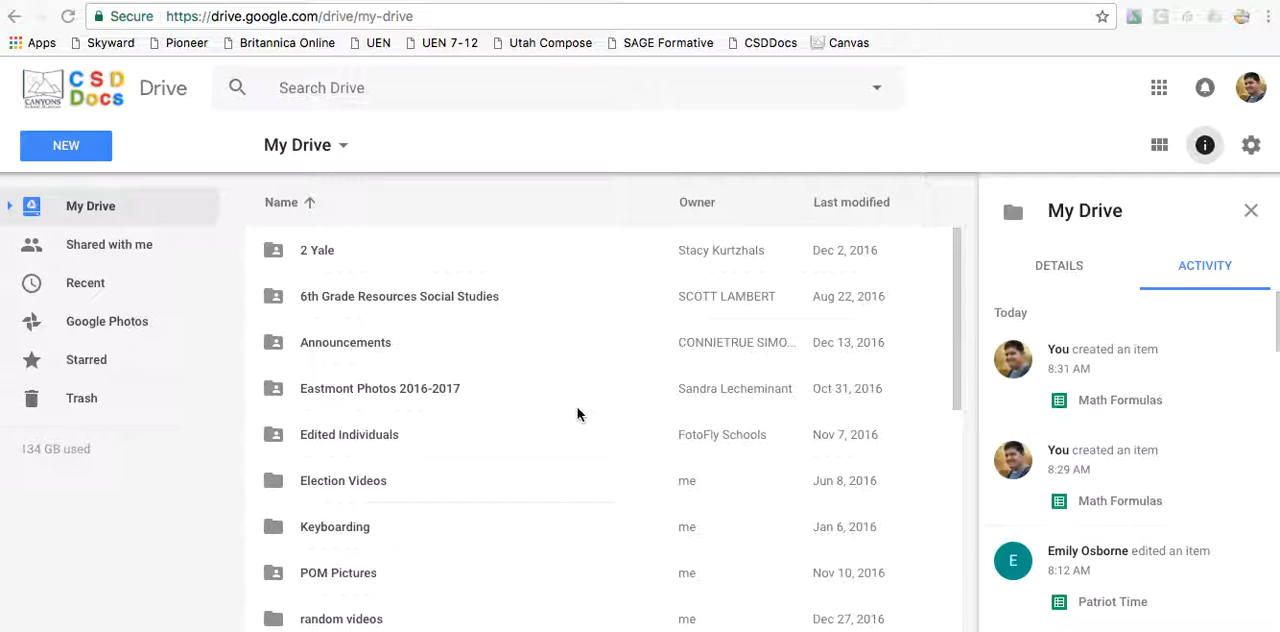 Secure https://drive.google.com/drive/my-drive
Apps Skyward Pioneer Britannica Online UEN UEN 7-12 Utah Compose SAGE Formative CSDDocs Canvas
CANYONS CSD Docs Drive Search Drive
NEW My Drive
My Drive
Shared with me
Recent
Google Photos
Starred
Trash
134 GB used
Name Owner Last modified
2 Yale Stacy Kurtzhals Dec 2, 2016
6th Grade Resources Social Studies SCOTT LAMBERT Aug 22, 2016
Announcements CONNIETRUE SIMO... Dec 13, 2016
Eastmont Photos 2016-2017 Sandra Lecheminant Oct 31, 2016
Edited Individuals FotoFly Schools Nov 7, 2016
Election Videos me Jun 8, 2016
Keyboarding me Jan 6, 2016
POM Pictures me Nov 10, 2016
random videos me Dec 27, 2016
My Drive
DETAILS ACTIVITY
Today
You created an item
8:31 AM
Math Formulas
You created an item
8:29 AM
Math Formulas
E Emily Osborne edited an item
8:12 AM
Patriot Time